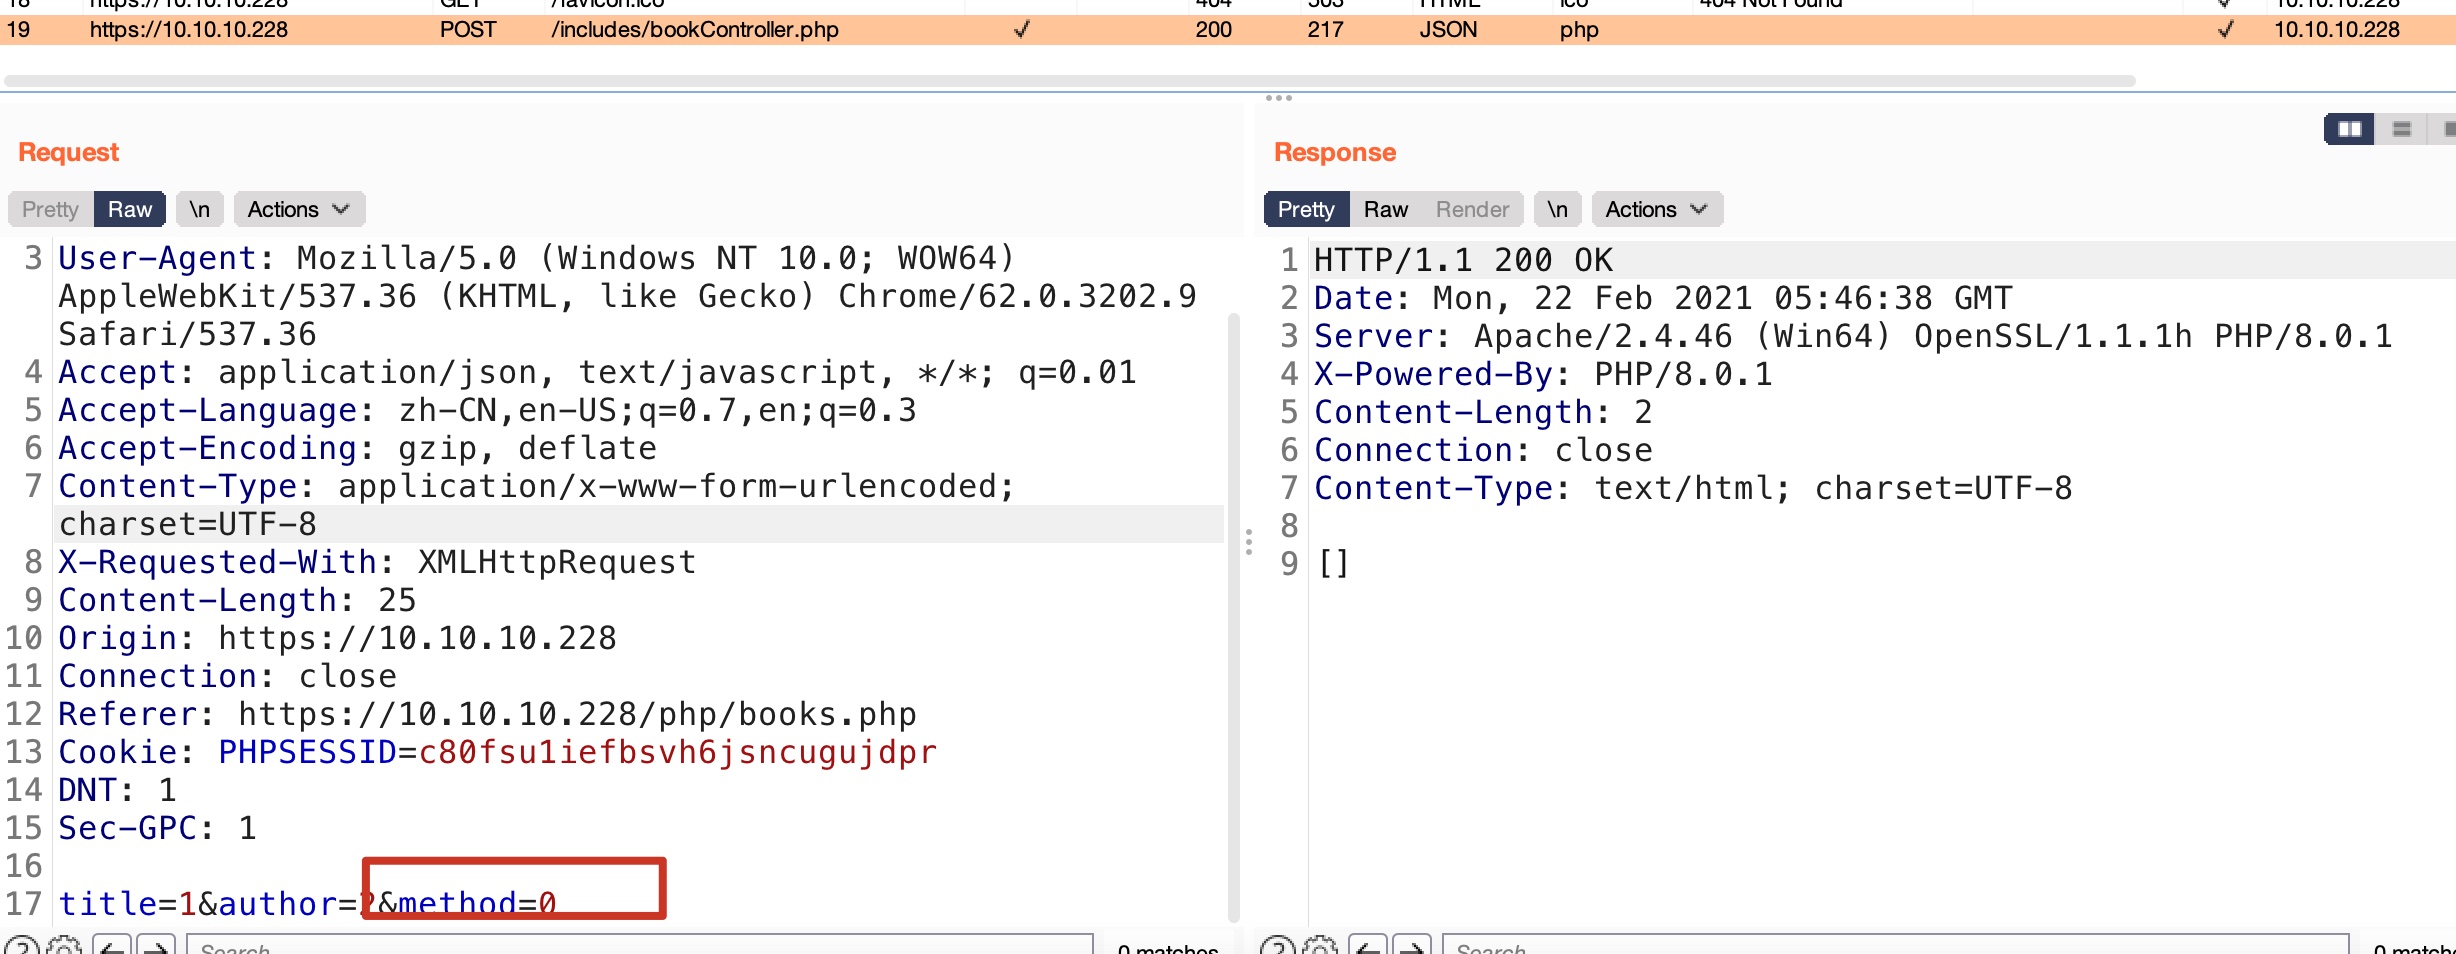 18 https://10.10.10.228 GET /favicon.ico 404 503 HTML ico 404 Not Found ✓ 10.10.10.228
19 https://10.10.10.228 POST /includes/bookController.php ✓ 200 217 JSON php ✓ 10.10.10.228
Request
Pretty Raw \n Actions
3 User-Agent: Mozilla/5.0 (Windows NT 10.0; WOW64)
AppleWebKit/537.36 (KHTML, like Gecko) Chrome/62.0.3202.9
Safari/537.36
4 Accept: application/json, text/javascript, */*; q=0.01
5 Accept-Language: zh-CN,en-US;q=0.7,en;q=0.3
6 Accept-Encoding: gzip, deflate
7 Content-Type: application/x-www-form-urlencoded;
charset=UTF-8
8 X-Requested-With: XMLHttpRequest
9 Content-Length: 25
10 Origin: https://10.10.10.228
11 Connection: close
12 Referer: https://10.10.10.228/php/books.php
13 Cookie: PHPSESSID=c80fsu1iefbsvh6jsncugujdpr
14 DNT: 1
15 Sec-GPC: 1
16
17 title=1&author=2&method=0
Search 0 matches
Response
Pretty Raw Render \n Actions
1 HTTP/1.1 200 OK
2 Date: Mon, 22 Feb 2021 05:46:38 GMT
3 Server: Apache/2.4.46 (Win64) OpenSSL/1.1.1h PHP/8.0.1
4 X-Powered-By: PHP/8.0.1
5 Content-Length: 2
6 Connection: close
7 Content-Type: text/html; charset=UTF-8
8
9 []
Search 0 matche